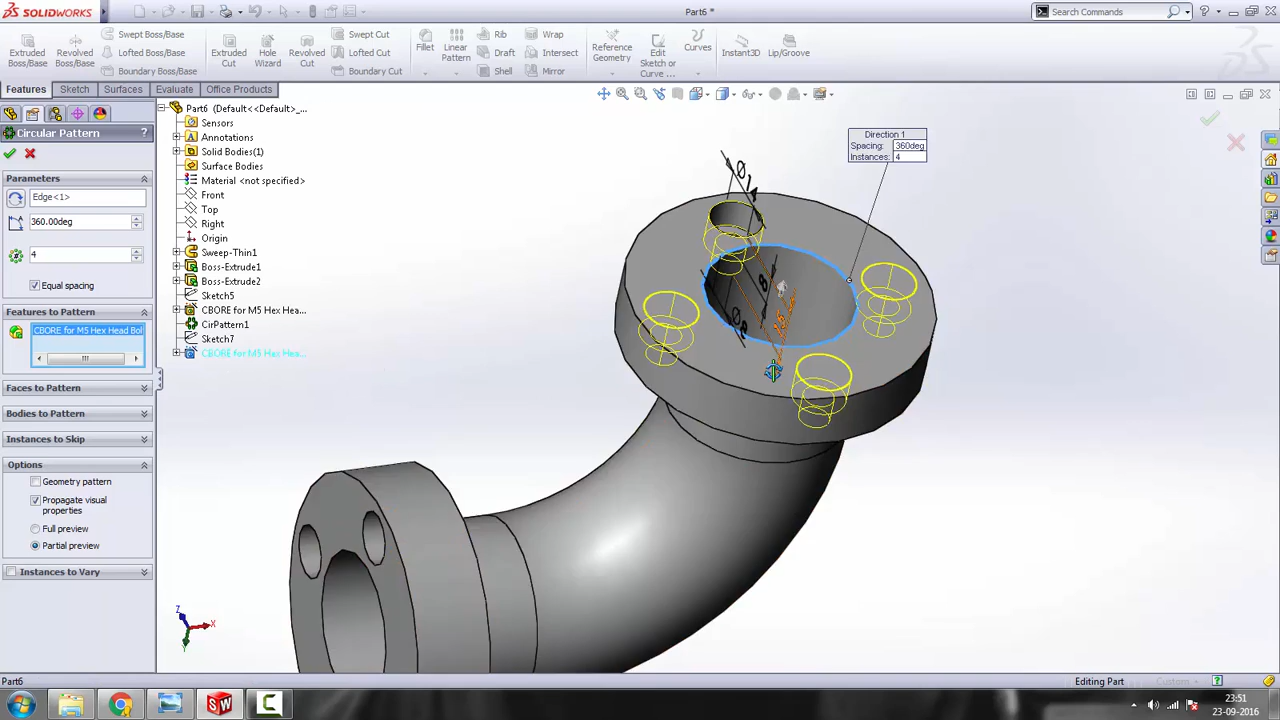 SOLIDWORKS
Part6 *
Search Commands
Extruded Boss/Base
Revolved Boss/Base
Swept Boss/Base
Lofted Boss/Base
Boundary Boss/Base
Extruded Cut
Hole Wizard
Revolved Cut
Swept Cut
Lofted Cut
Boundary Cut
Fillet
Linear Pattern
Rib
Draft
Shell
Wrap
Intersect
Mirror
Reference Geometry
Edit Sketch or Curve ...
Curves
Instant3D
Lip/Groove
Features
Sketch
Surfaces
Evaluate
Office Products
Circular Pattern
?
Parameters
Edge<1>
360.00deg
4
Equal spacing
Features to Pattern
CBORE for M5 Hex Head Bol
Faces to Pattern
Bodies to Pattern
Instances to Skip
Options
Geometry pattern
Propagate visual
properties
Full preview
Partial preview
Instances to Vary
Part6 (Default<<Default>_...
Sensors
Annotations
Solid Bodies(1)
Surface Bodies
Material <not specified>
Front
Top
Right
Origin
Sweep-Thin1
Boss-Extrude1
Boss-Extrude2
Sketch5
CBORE for M5 Hex Hea...
CirPattern1
Sketch7
CBORE for M5 Hex Hea...
Direction 1
Spacing: 360deg
Instances: 4
8
Z
X
Y
Part6
Editing Part
Custom
SW
23:51
23-09-2016